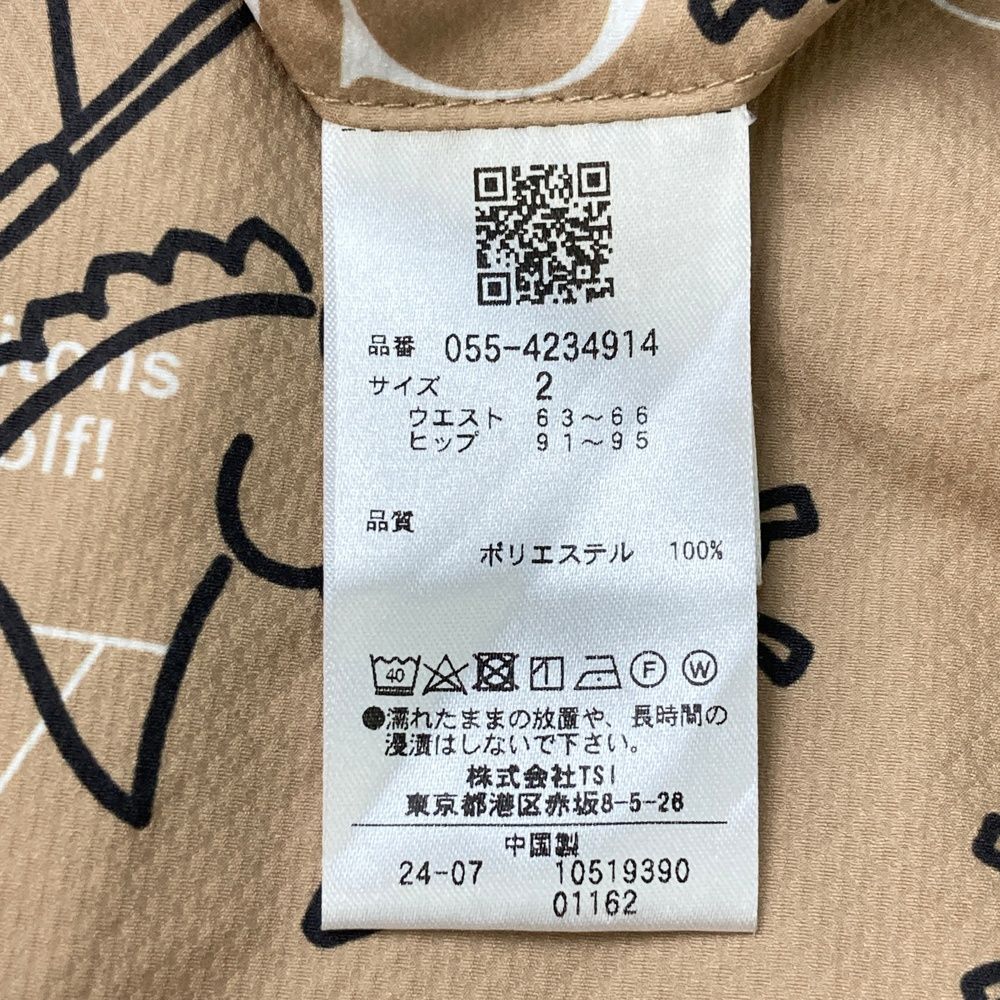 品番 055-4234914
サイズ 2
ウエスト 63~66
ヒップ 91~95
品質
ポリエステル 100%
40
F W
●濡れたままの放置や、長時間の
浸漬はしないで下さい。
株式会社TSI
東京都港区赤坂8-5-28
中国製
24-07 10519390
01162